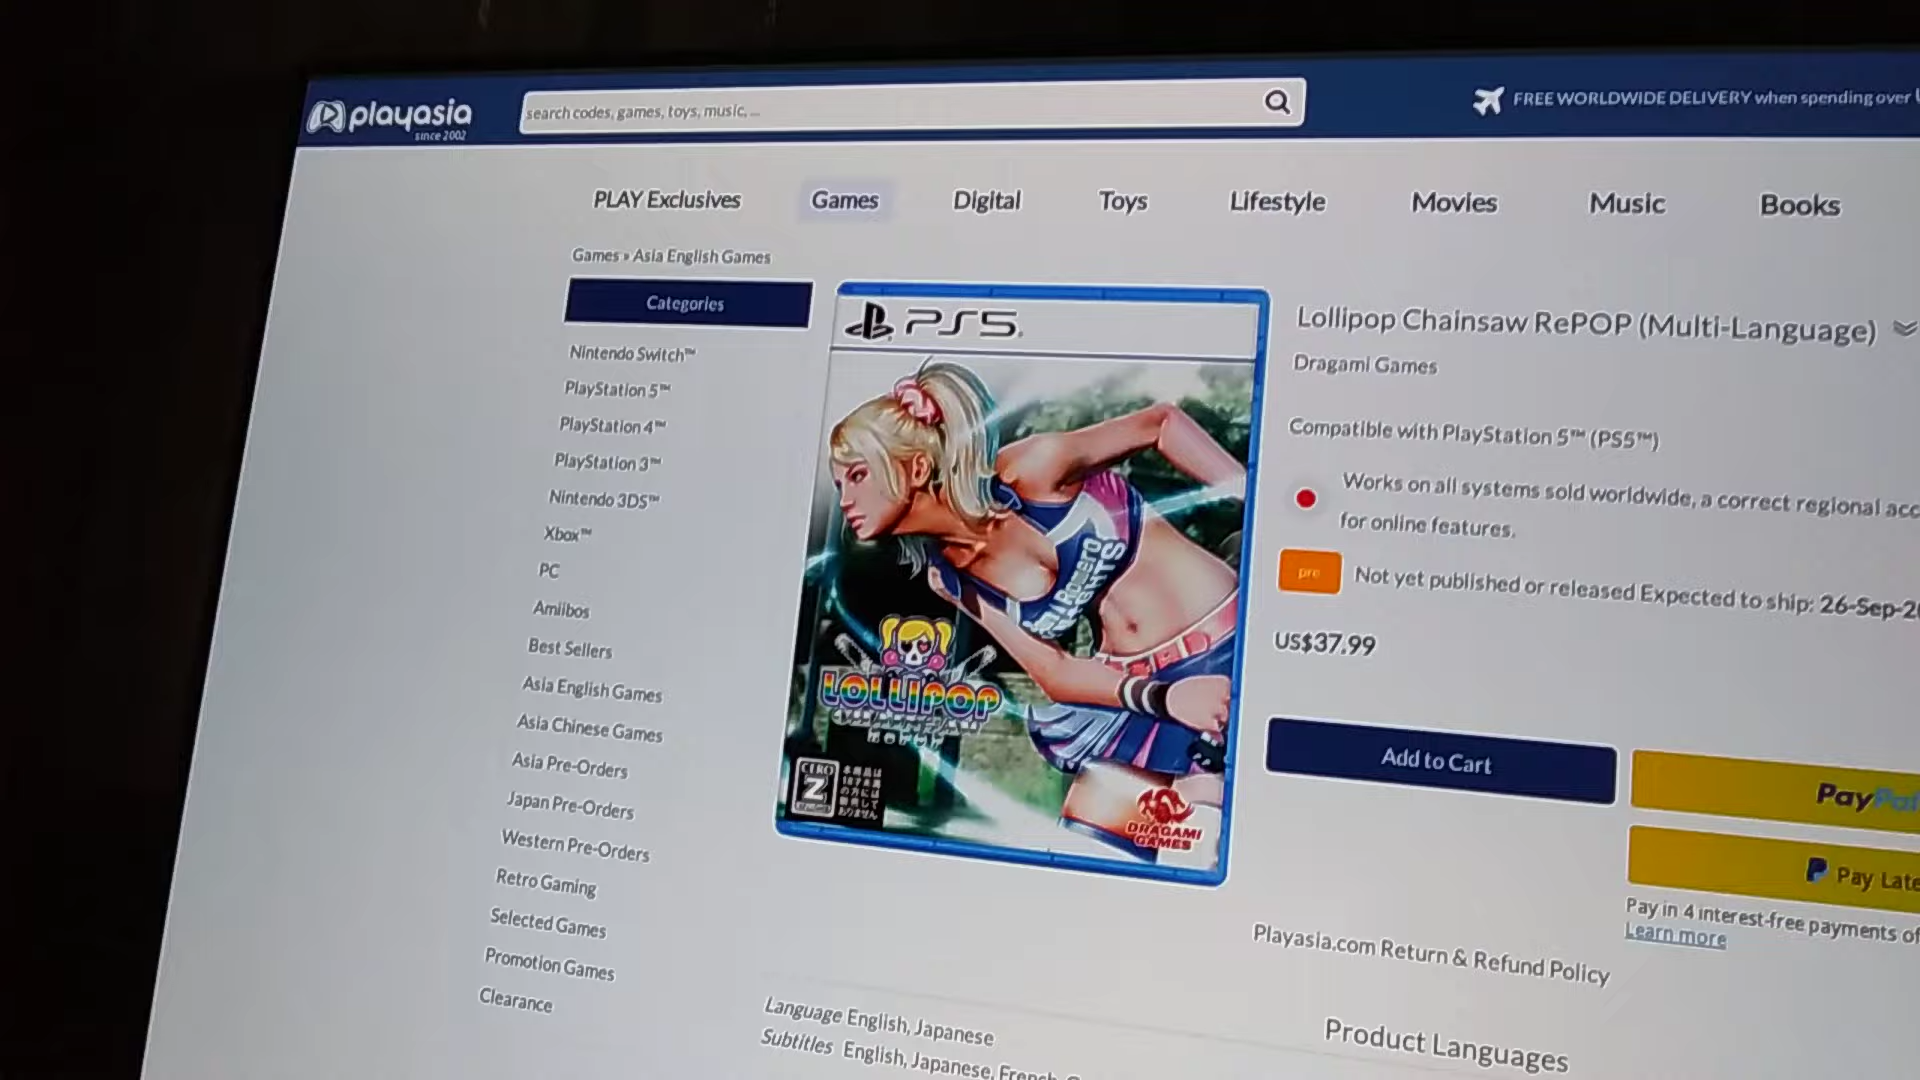 playasia
since 2002
search codes, games, toys, music, ...
FREE WORLDWIDE DELIVERY when spending over
PLAY Exclusives
Games
Digital
Toys
Lifestyle
Movies
Music
Books
Games » Asia English Games
Categories
Nintendo Switch™
PlayStation 5™
PlayStation 4™
PlayStation 3™
Nintendo 3DS™
Xbox™
PC
Amiibos
Best Sellers
Asia English Games
Asia Chinese Games
Asia Pre-Orders
Japan Pre-Orders
Western Pre-Orders
Retro Gaming
Selected Games
Promotion Games
Clearance
PS5
LOLLIPOP
CERO
Z
DRAGAMI
GAMES
Lollipop Chainsaw RePOP (Multi-Language)
Dragami Games
Compatible with PlayStation 5™ (PS5™)
Works on all systems sold worldwide, a correct regional acc
for online features.
pre
Not yet published or released Expected to ship: 26-Sep-20
US$37.99
Add to Cart
PayPal
Pay Late
Pay in 4 interest-free payments of
Learn more
Playasia.com Return & Refund Policy
Language English, Japanese
Subtitles English, Japanese, French
Product Languages